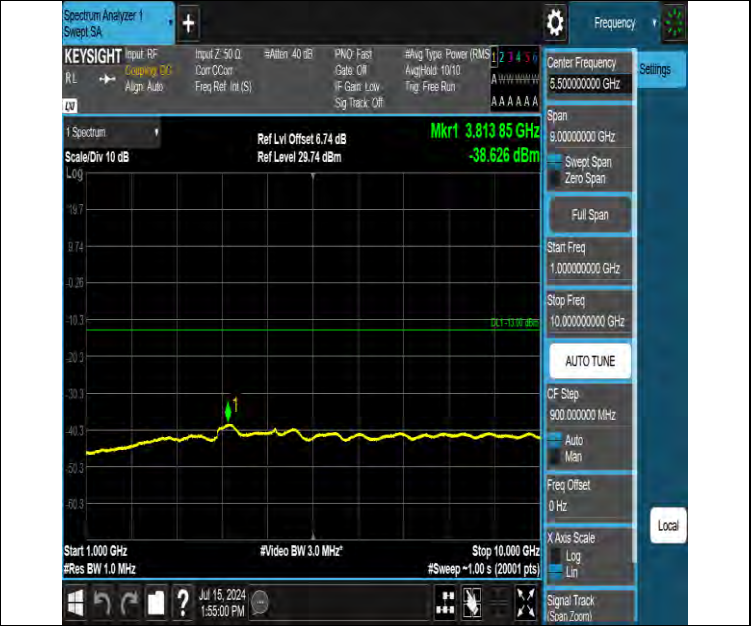 Spectrum Analyzer 1
Swept SA
+
Frequency
KEYSIGHT
Input: RF
Coupling: DC
Align: Auto
RL
Input Z: 50 Ω
Corr CCorr
Freq Ref: Int (S)
#Atten: 40 dB
PNO: Fast
Gate: Off
IF Gain: Low
Sig Track: Off
#Avg Type: Power (RMS
Avg|Hold: 10/10
Trig: Free Run
1 2 3 4 5 6
A W W W W W
A A A A A A
Settings
Center Frequency
5.500000000 GHz
Span
9.00000000 GHz
Swept Span
Zero Span
Full Span
Start Freq
1.000000000 GHz
Stop Freq
10.000000000 GHz
AUTO TUNE
CF Step
900.000000 MHz
Auto
Man
Freq Offset
0 Hz
X Axis Scale
Log
Lin
Signal Track
(Span Zoom)
Local
1 Spectrum
Scale/Div 10 dB
Log
Ref Lvl Offset 6.74 dB
Ref Level 29.74 dBm
Mkr1 3.813 85 GHz
-38.626 dBm
19.7
9.74
-0.26
-10.3
DL1 -13.00 dBm
-20.3
-30.3
1
-40.3
-50.3
-60.3
Start 1.000 GHz
#Res BW 1.0 MHz
#Video BW 3.0 MHz*
Stop 10.000 GHz
#Sweep ~1.00 s (20001 pts)
?
Jul 15, 2024
1:55:00 PM